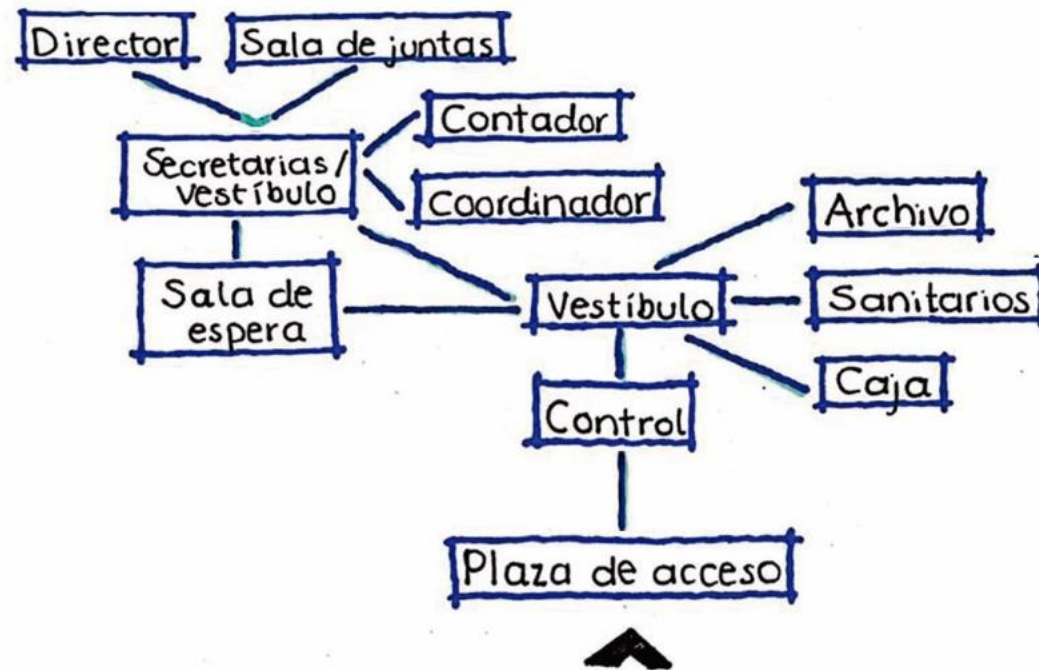 Director
Sala de juntas
Contador
Secretarias/
vestíbulo
Coordinador
Archivo
Sala de
espera
Vestíbulo
Sanitarios
Caja
Control
Plaza de acceso